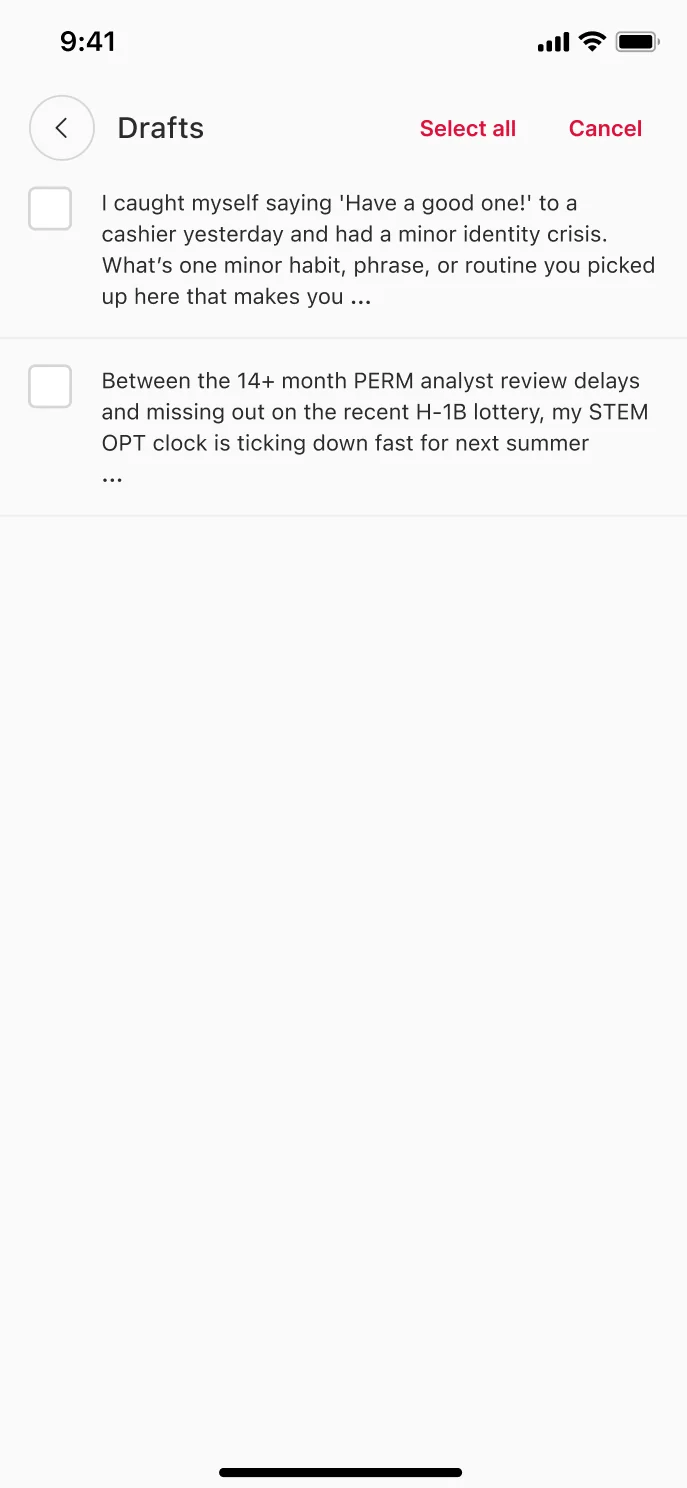 9:41
Drafts
Select all
Cancel
I caught myself saying 'Have a good one!' to a
cashier yesterday and had a minor identity crisis.
What’s one minor habit, phrase, or routine you picked
up here that makes you ...
Between the 14+ month PERM analyst review delays
and missing out on the recent H-1B lottery, my STEM
OPT clock is ticking down fast for next summer
...